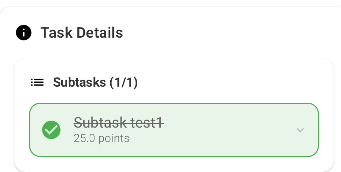 Task Details
Subtasks (1/1)
Subtask test1
25.0 points